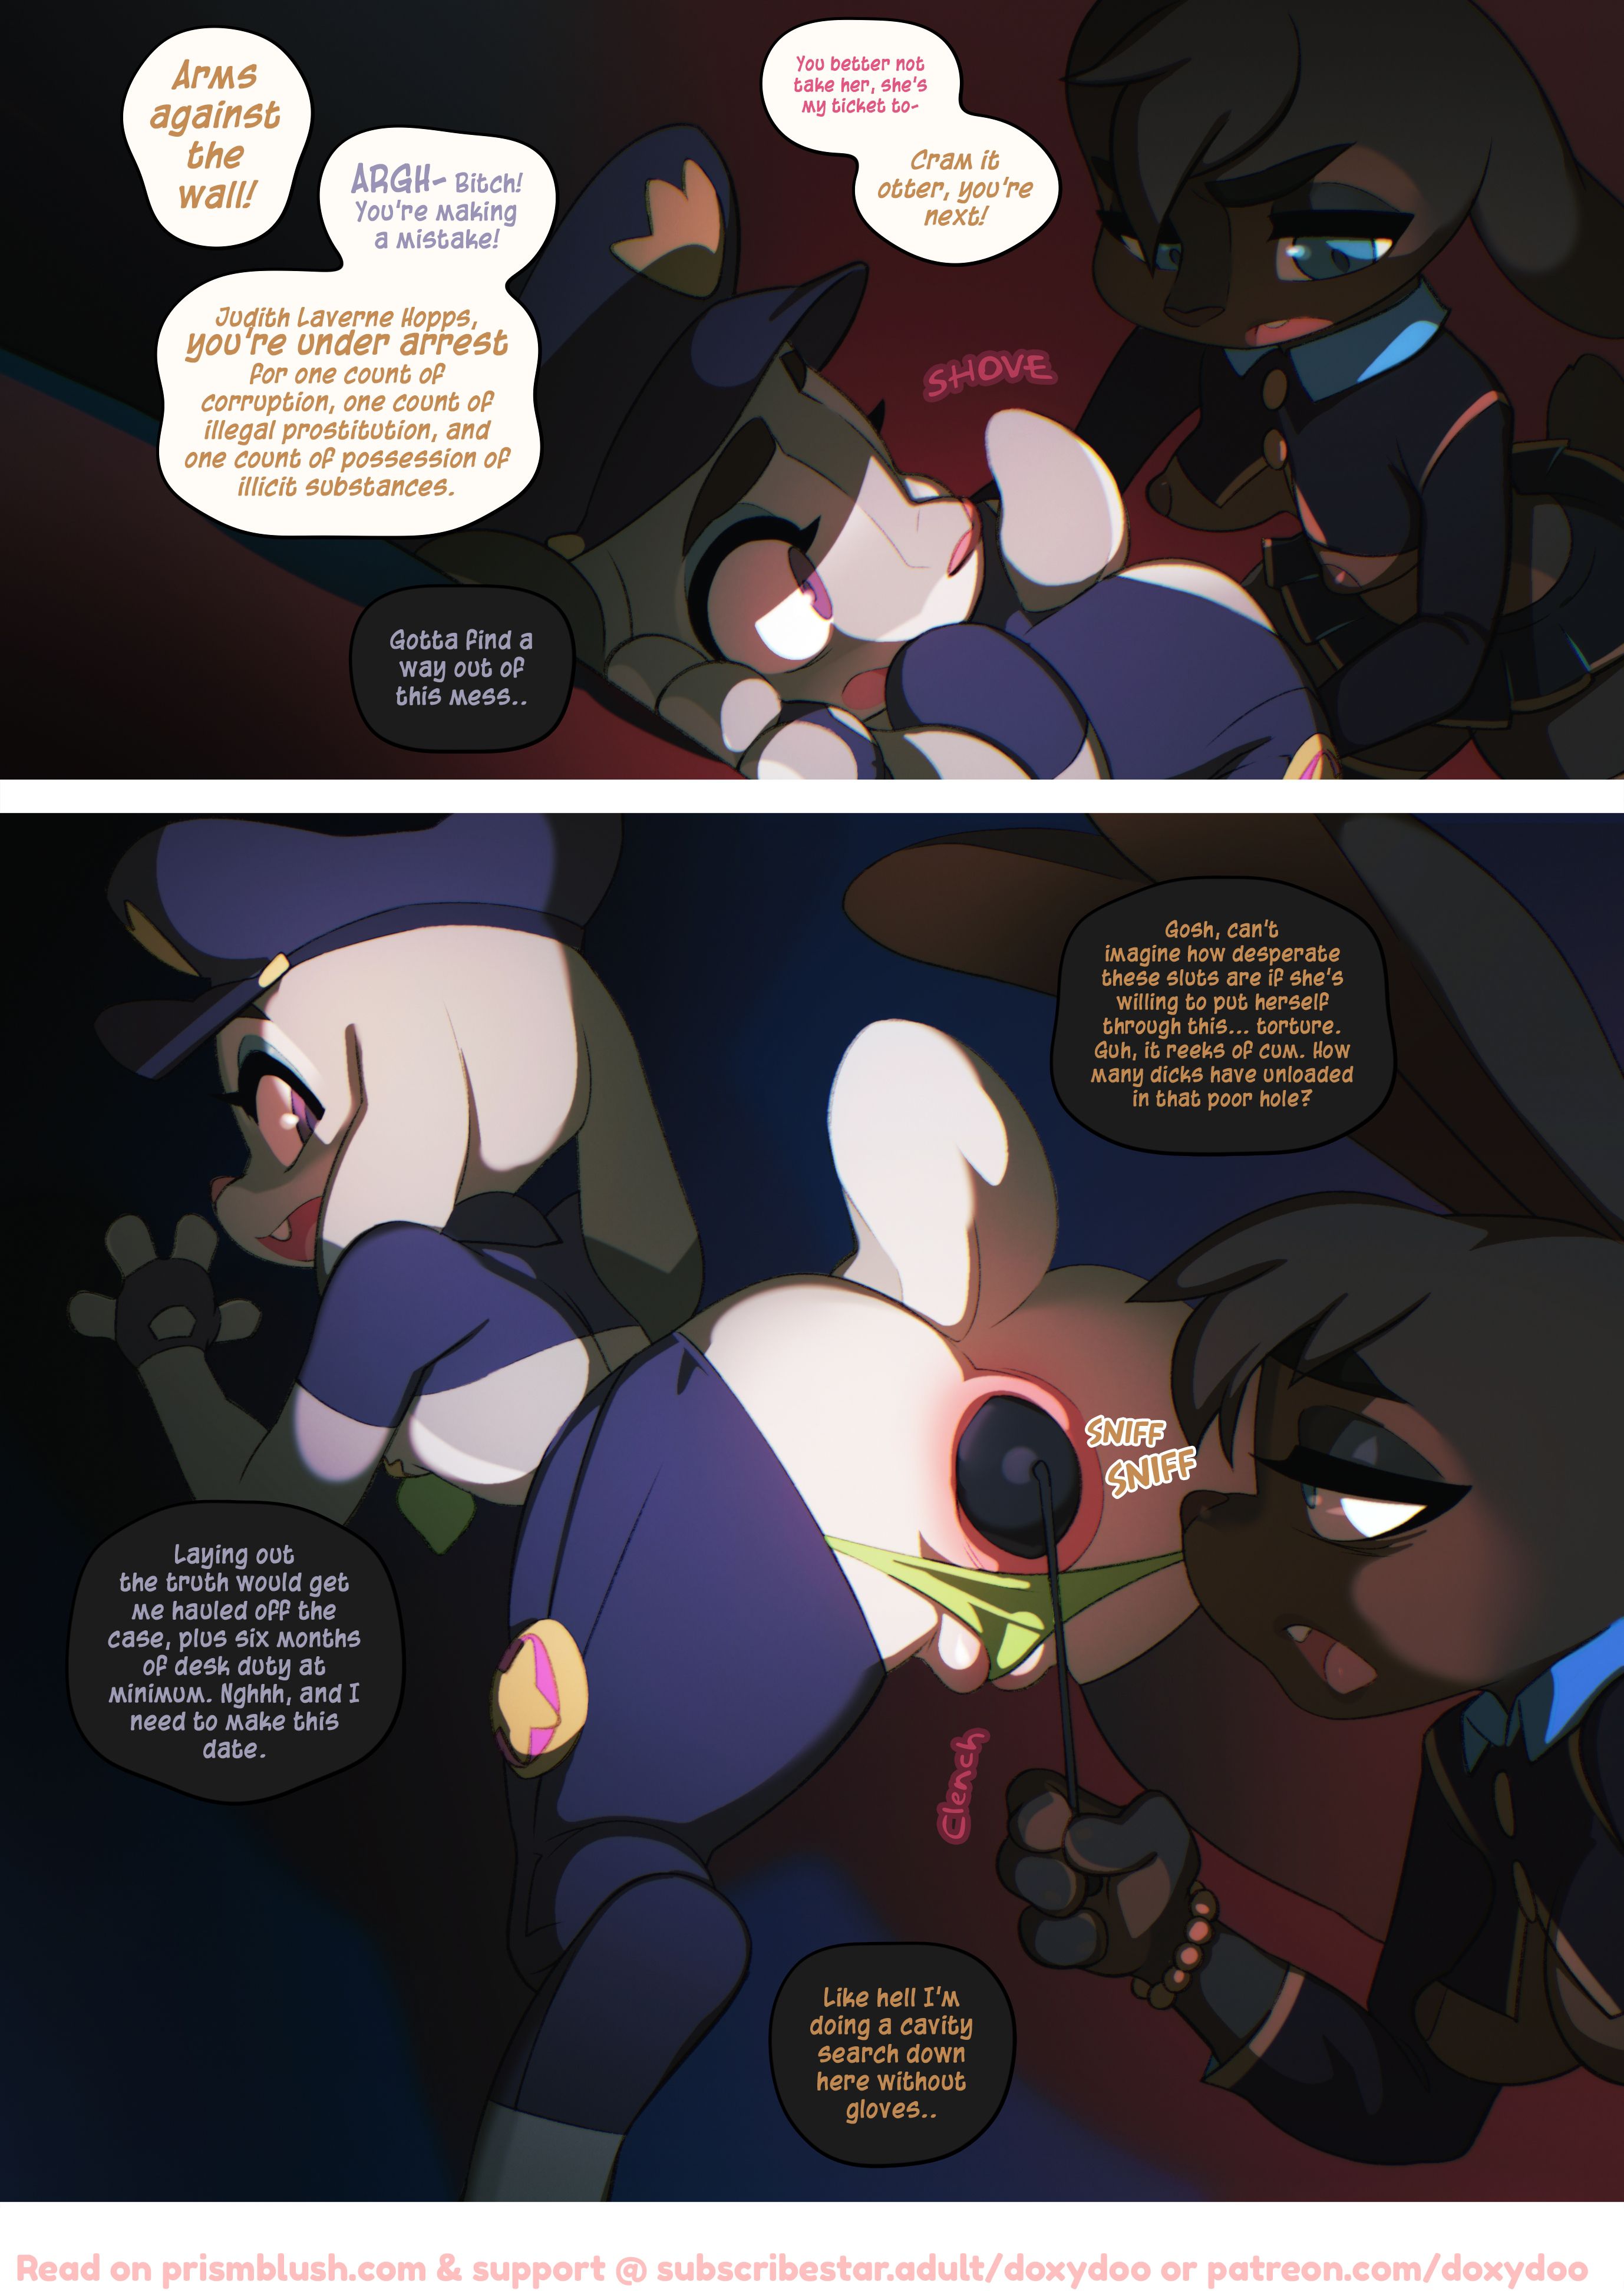 Arms
against
the
wall!
ARGH- Bitch!
You're making
a mistake!
Judith Laverne Hopps,
you're under arrest
for one count of
corruption, one count of
illegal prostitution, and
one count of possession of
illicit substances.
You better not
take her, she's
my ticket to-
Cram it
otter, you're
next!
SHOVE
Gotta find a
way out of
this mess..
Gosh, can't
imagine how desperate
these sluts are if she's
willing to put herself
through this... torture.
Guh, it reeks of cum. How
many dicks have unloaded
in that poor hole?
SNIFF
SNIFF
Laying out
the truth would get
me hauled off the
case, plus six months
of desk duty at
minimum. Nghhh, and I
need to make this
date.
Clench
Like hell I'm
doing a cavity
search down
here without
gloves..
Read on prismblush.com & support @ subscribestar.adult/doxydoo or patreon.com/doxydoo